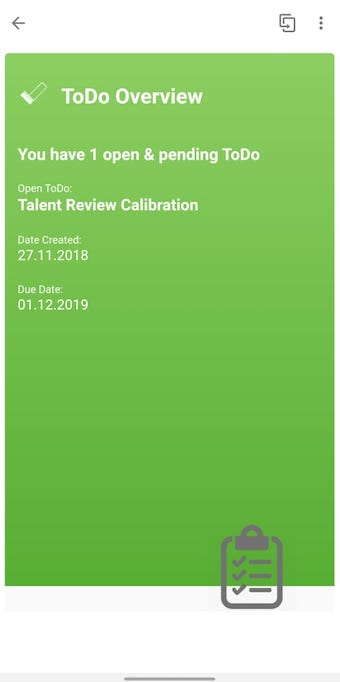 ToDo Overview
You have 1 open & pending ToDo
Open ToDo:
Talent Review Calibration
Date Created:
27.11.2018
Due Date:
01.12.2019